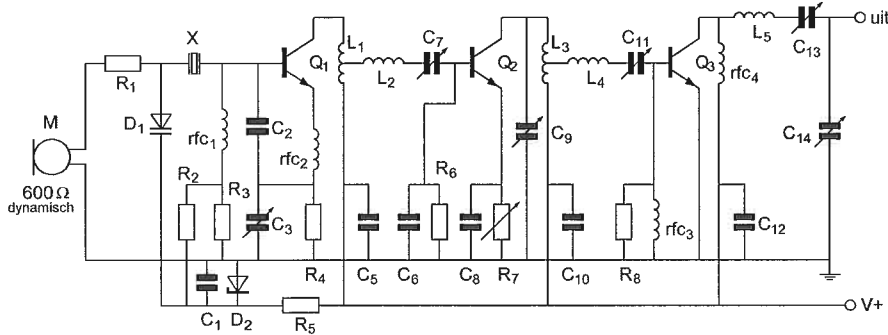 uit
L5
C13
X
Q1
L1
C7
L2
Q2
L3
C11
L4
Q3
rfc4
R1
M
D1
rfc1
C2
rfc2
C9
C14
600 Ω
dynamisch
R2
R3
C3
R6
rfc3
C12
R4
C5
C6
C8
R7
C10
R8
C1
D2
R5
V+